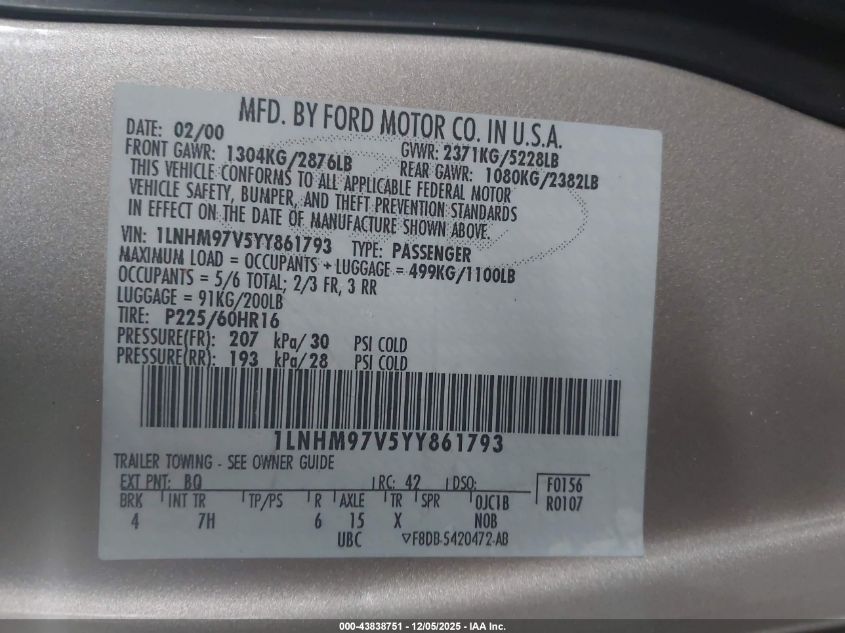 MFD. BY FORD MOTOR CO. IN U.S.A.
DATE: 02/00 GVWR: 2371KG/5228LB
FRONT GAWR: 1304KG/2876LB REAR GAWR: 1080KG/2382LB
THIS VEHICLE CONFORMS TO ALL APPLICABLE FEDERAL MOTOR
VEHICLE SAFETY, BUMPER, AND THEFT PREVENTION STANDARDS
IN EFFECT ON THE DATE OF MANUFACTURE SHOWN ABOVE.
VIN: 1LNHM97V5YY861793 TYPE: PASSENGER
MAXIMUM LOAD = OCCUPANTS + LUGGAGE = 499KG/1100LB
OCCUPANTS = 5/6 TOTAL; 2/3 FR, 3 RR
LUGGAGE = 91KG/200LB
TIRE: P225/60HR16
PRESSURE(FR): 207 kPa/30 PSI COLD
PRESSURE(RR): 193 kPa/28 PSI COLD
1LNHM97V5YY861793
TRAILER TOWING - SEE OWNER GUIDE
EXT PNT: BQ RC: 42 DSO: F0156
BRK INT TR TP/PS R AXLE TR SPR 0JC1B R0107
4 7H 6 15 X N0B
UBC ▽F8DB-5420472-AB
000-43838751 - 12/05/2025 - IAA Inc.